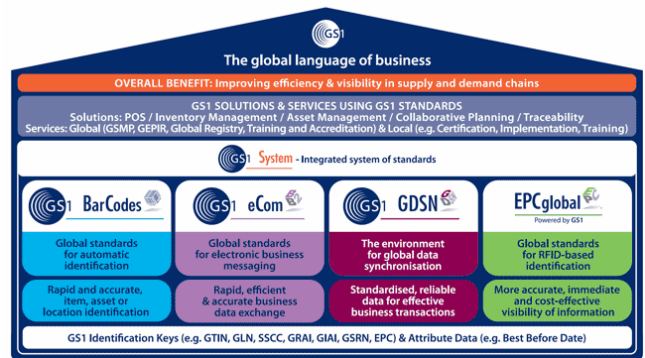 GS1
The global language of business
OVERALL BENEFIT: Improving efficiency & visibility in supply and demand chains
GS1 SOLUTIONS & SERVICES USING GS1 STANDARDS
Solutions: POS / Inventory Management / Asset Management / Collaborative Planning / Traceability
Services: Global (GSMP, GEPIR, Global Registry, Training and Accreditation) & Local (e.g. Certification, Implementation, Training)
GS1 System - Integrated system of standards
GS1 BarCodes
Global standards
for automatic
identification
Rapid and accurate,
item, asset or
location identification
GS1 eCom
Global standards
for electronic business
messaging
Rapid, efficient
& accurate business
data exchange
GS1 GDSN
The environment
for global data
synchronisation
Standardised, reliable
data for effective
business transactions
EPCglobal
Powered by GS1
Global standards
for RFID-based
identification
More accurate, immediate
and cost-effective
visibility of information
GS1 Identification Keys (e.g. GTIN, GLN, SSCC, GRAI, GIAI, GSRN, EPC) & Attribute Data (e.g. Best Before Date)